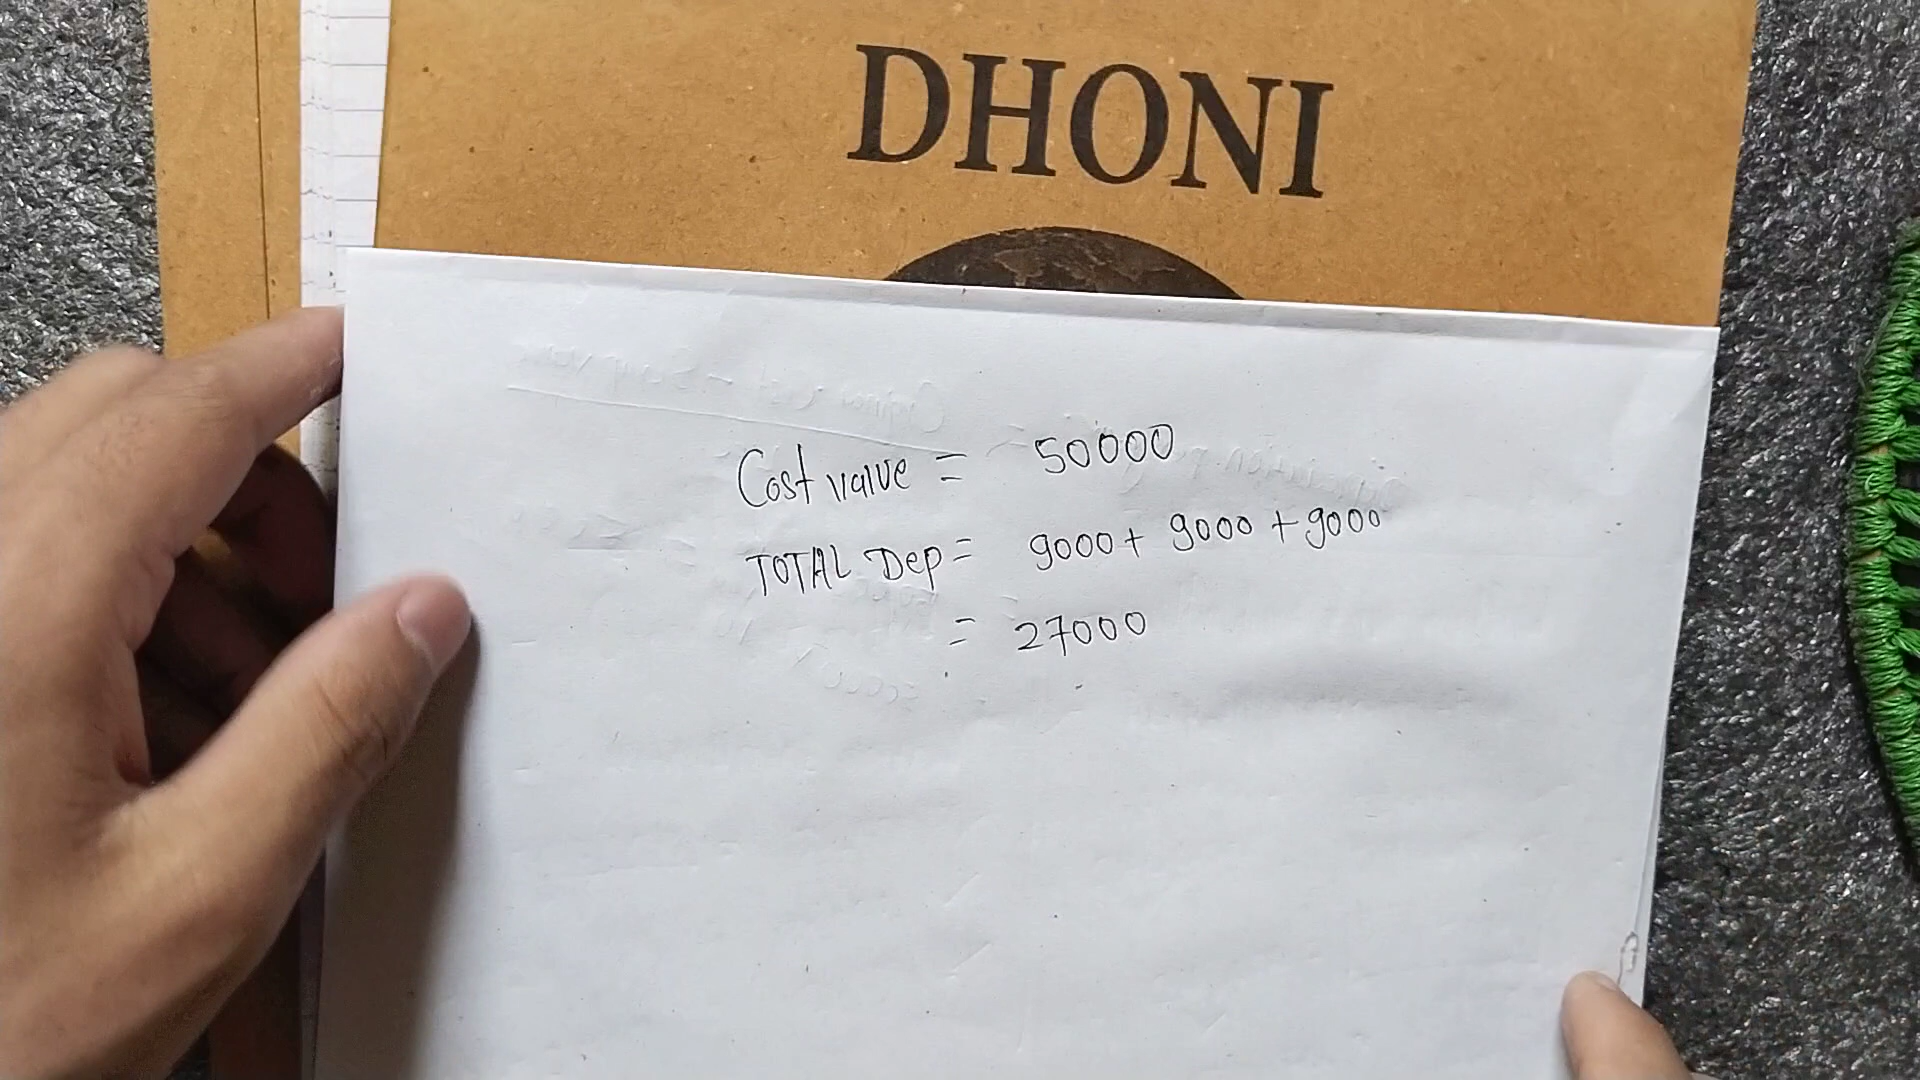 DHONI
Cost value = 50000
TOTAL Dep = 9000 + 9000 + 9000
= 27000